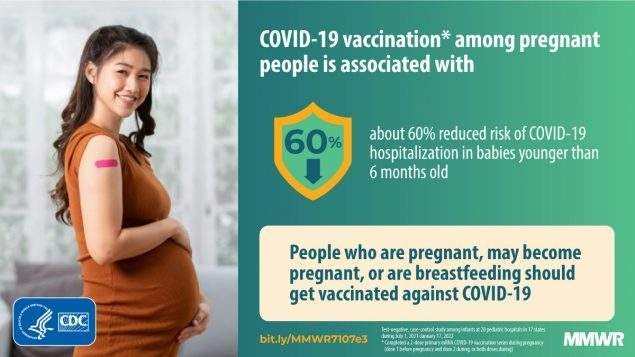 COVID-19 vaccination* among pregnant
people is associated with
60%
about 60% reduced risk of COVID-19
hospitalization in babies younger than
6 months old
People who are pregnant, may become
pregnant, or are breastfeeding should
get vaccinated against COVID-19
CDC
bit.ly/MMWR7107e3
Test-negative, case-control study among infants at 20 pediatric hospitals in 17 states
during July 1, 2021-January 17, 2022
* Completed a 2-dose primary mRNA COVID-19 vaccination series during pregnancy
(dose 1 before pregnancy and dose 2 during, or both doses during)
MMWR